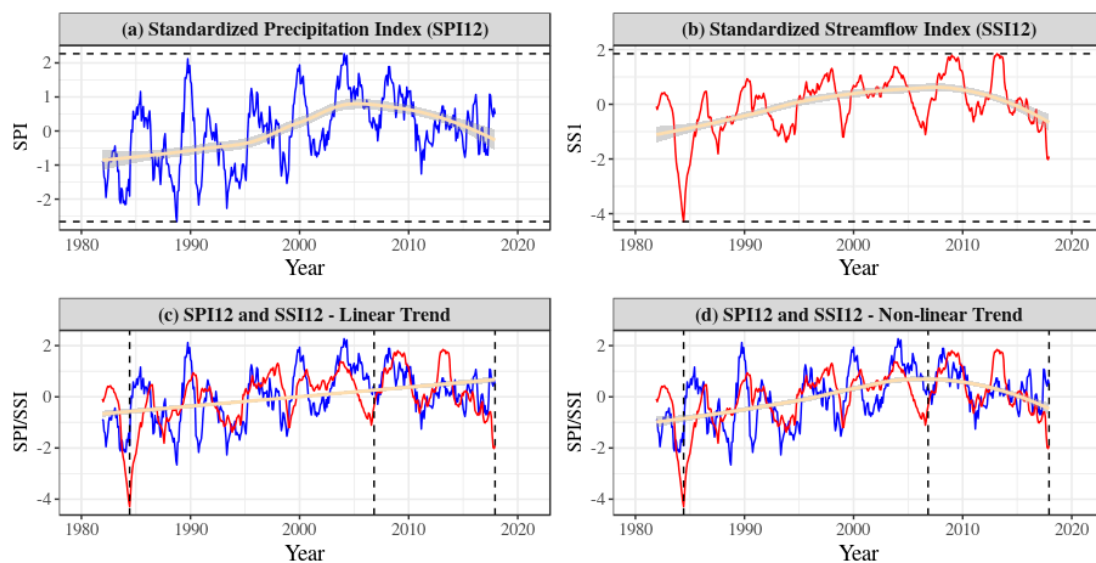 (a) Standardized Precipitation Index (SPI12)
2
1
0
-1
-2
SPI
1980 1990 2000 2010 2020
Year
(b) Standardized Streamflow Index (SSI12)
2
0
-2
-4
SS1
1980 1990 2000 2010 2020
Year
(c) SPI12 and SSI12 - Linear Trend
2
0
-2
-4
SPI/SSI
1980 1990 2000 2010 2020
Year
(d) SPI12 and SSI12 - Non-linear Trend
2
0
-2
-4
SPI/SSI
1980 1990 2000 2010 2020
Year